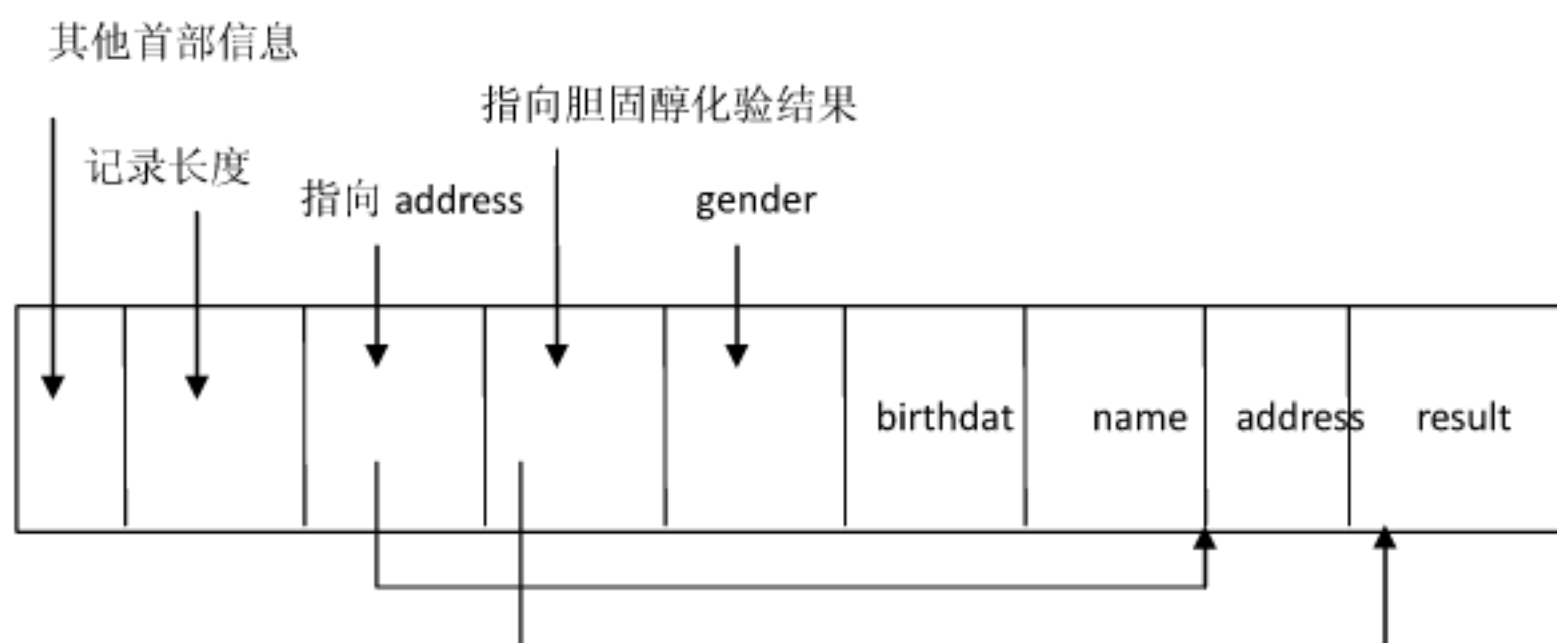 其他首部信息
指向胆固醇化验结果
记录长度
指向 address
gender
birthdat
name
address
result